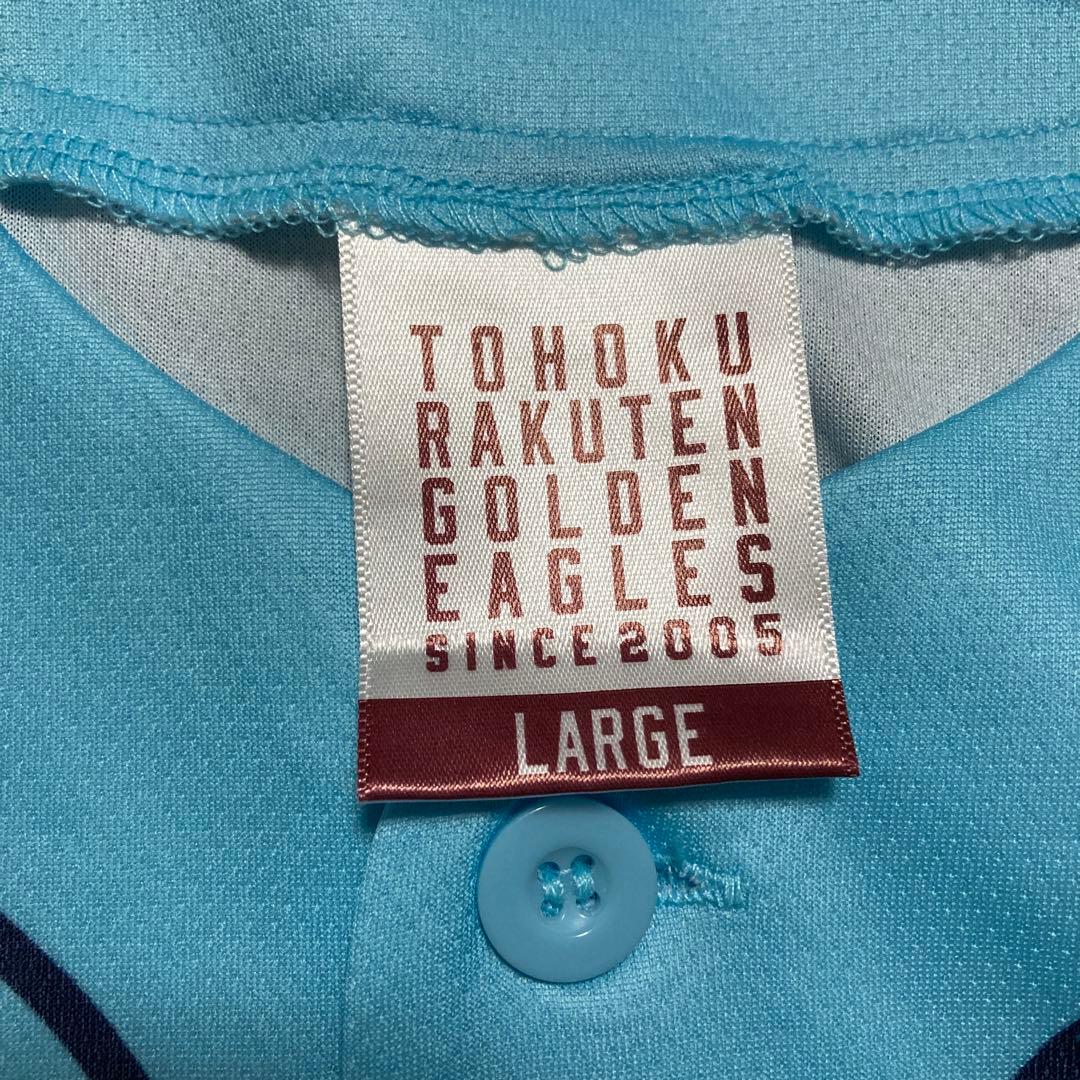 TOHOKU
RAKUTEN
GOLDEN
EAGLES
SINCE 2005
LARGE